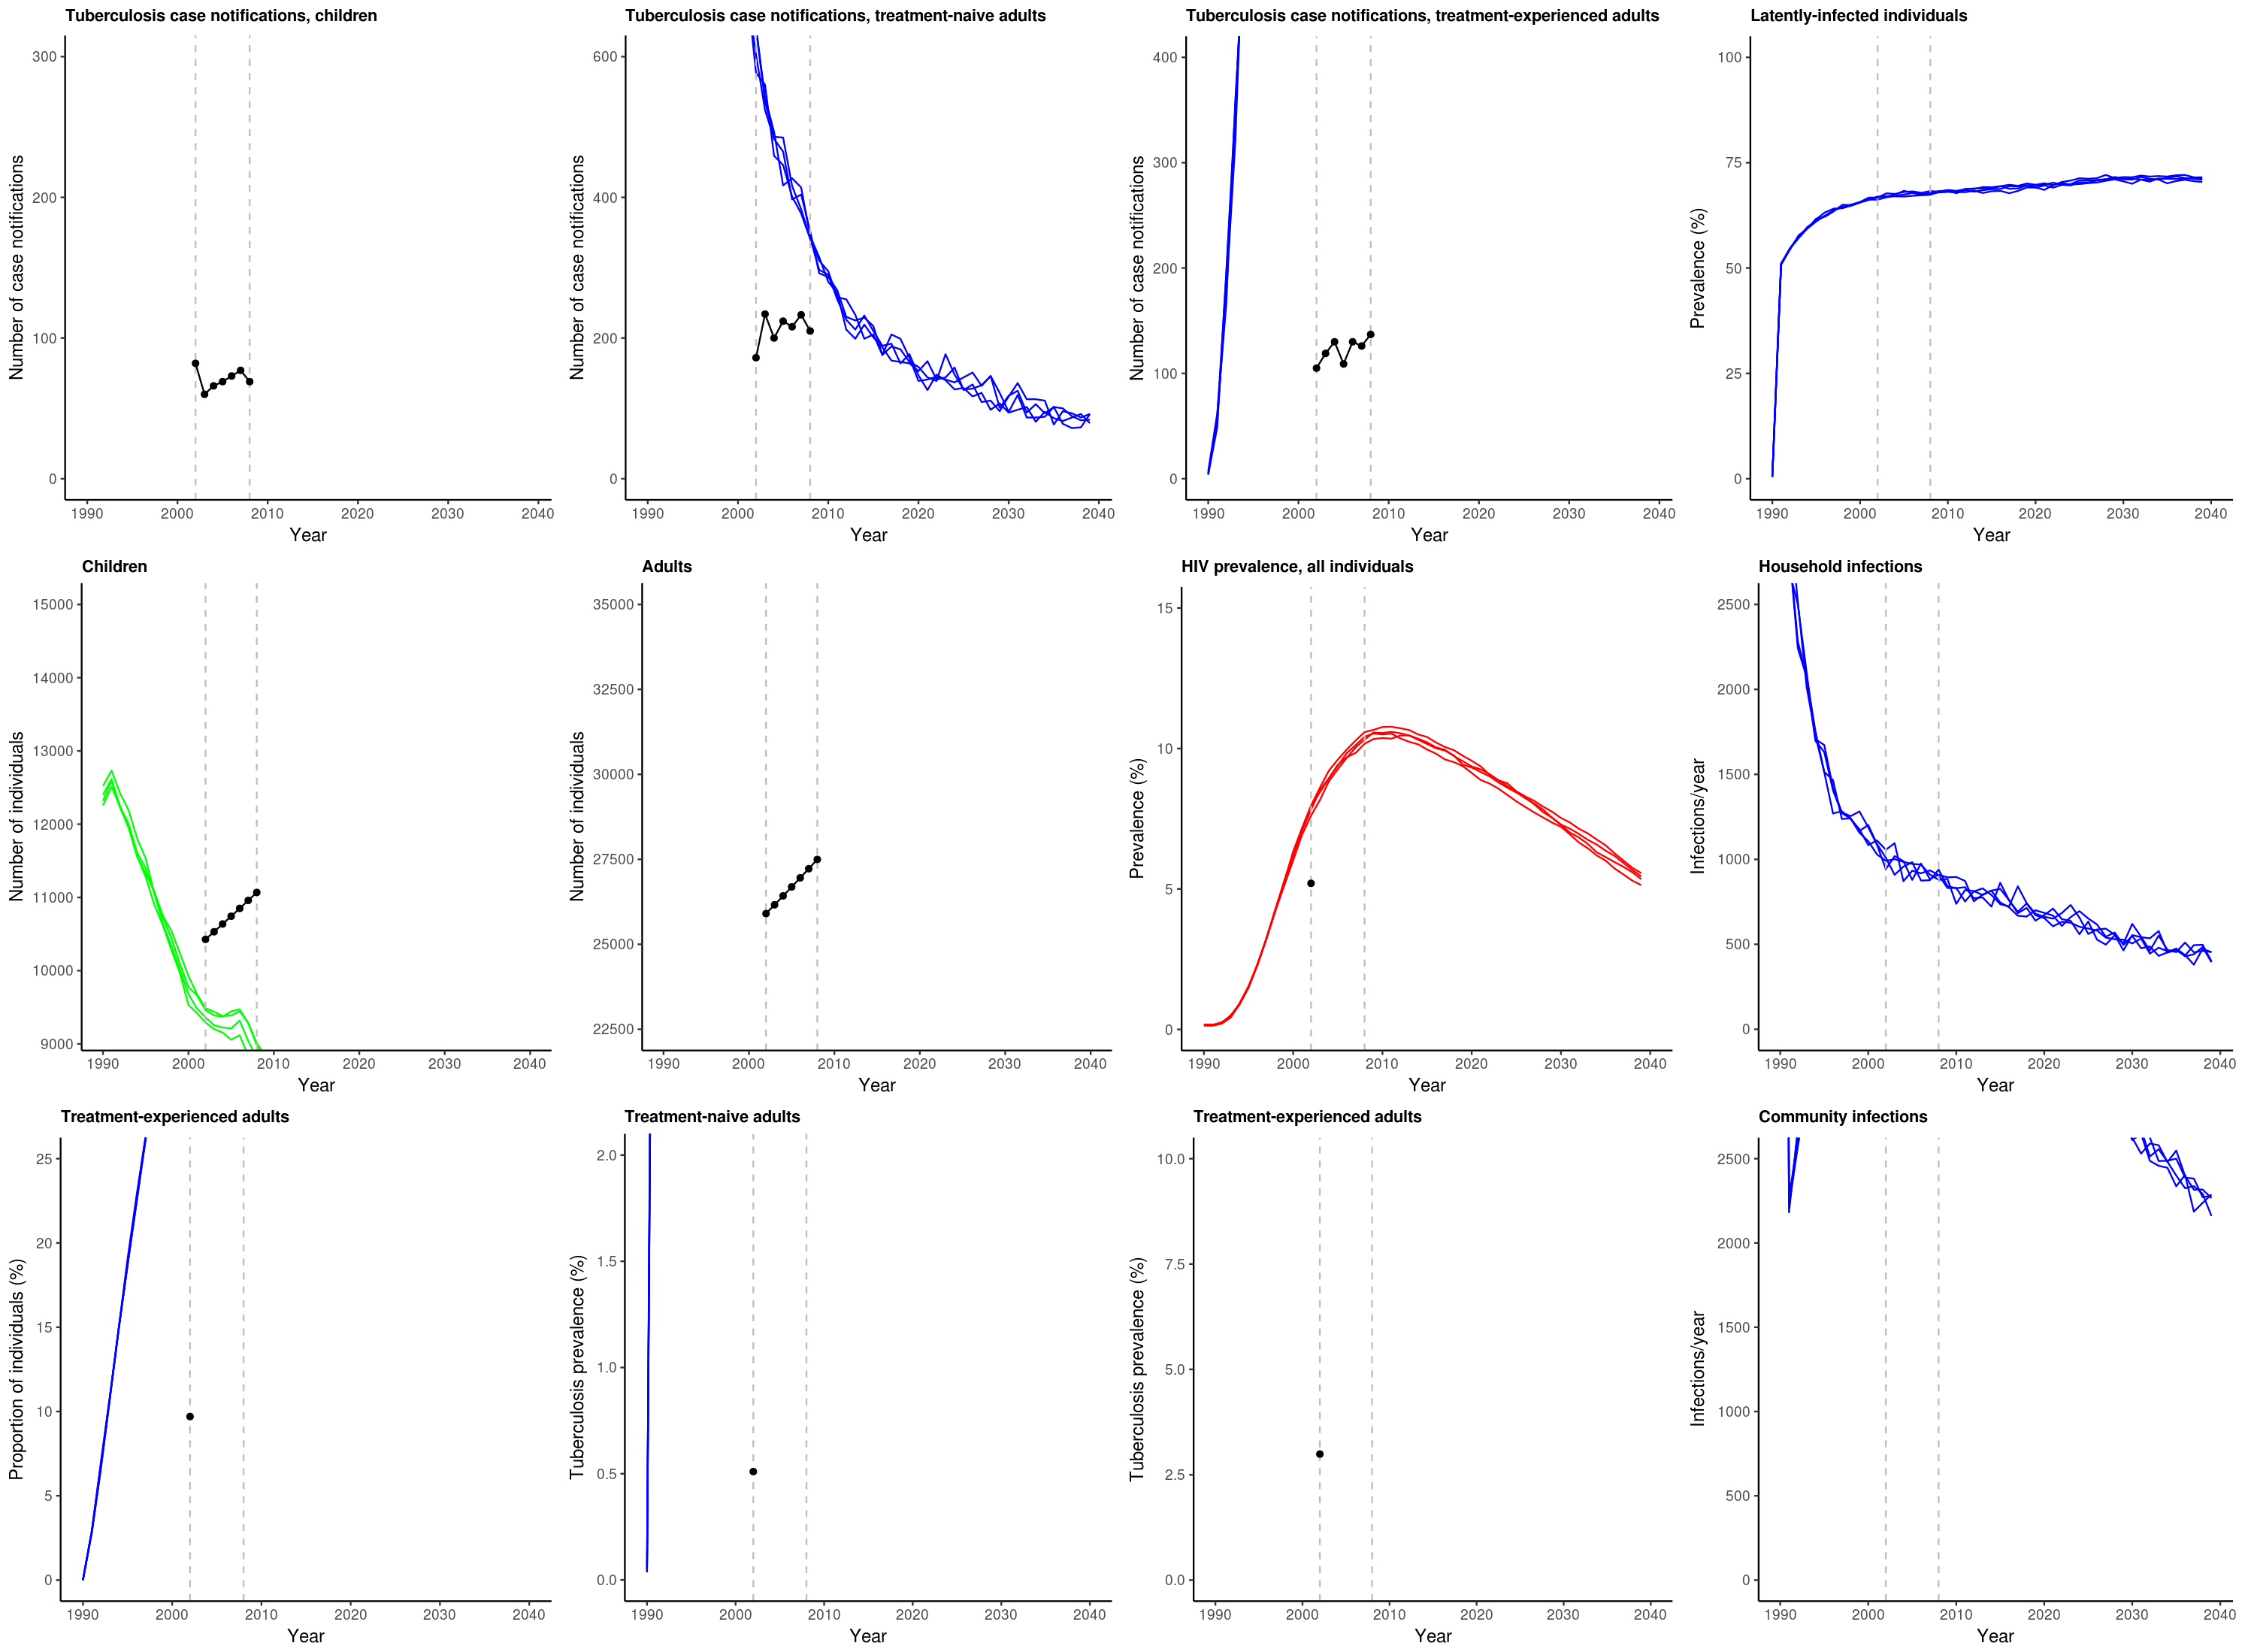 Tuberculosis case notifications, children
Number of case notifications
300
200
100
0
1990 2000 2010 2020 2030 2040
Year
Tuberculosis case notifications, treatment-naive adults
Number of case notifications
600
400
200
0
1990 2000 2010 2020 2030 2040
Year
Tuberculosis case notifications, treatment-experienced adults
Number of case notifications
400
300
200
100
0
1990 2000 2010 2020 2030 2040
Year
Latently-infected individuals
Prevalence (%)
100
75
50
25
0
1990 2000 2010 2020 2030 2040
Year
Children
Number of individuals
15000
14000
13000
12000
11000
10000
9000
1990 2000 2010 2020 2030 2040
Year
Adults
Number of individuals
35000
32500
30000
27500
25000
22500
1990 2000 2010 2020 2030 2040
Year
HIV prevalence, all individuals
Prevalence (%)
15
10
5
0
1990 2000 2010 2020 2030 2040
Year
Household infections
Infections/year
2500
2000
1500
1000
500
0
1990 2000 2010 2020 2030 2040
Year
Treatment-experienced adults
Proportion of individuals (%)
25
20
15
10
5
0
1990 2000 2010 2020 2030 2040
Year
Treatment-naive adults
Tuberculosis prevalence (%)
2.0
1.5
1.0
0.5
0.0
1990 2000 2010 2020 2030 2040
Year
Treatment-experienced adults
Tuberculosis prevalence (%)
10.0
7.5
5.0
2.5
0.0
1990 2000 2010 2020 2030 2040
Year
Community infections
Infections/year
2500
2000
1500
1000
500
0
1990 2000 2010 2020 2030 2040
Year